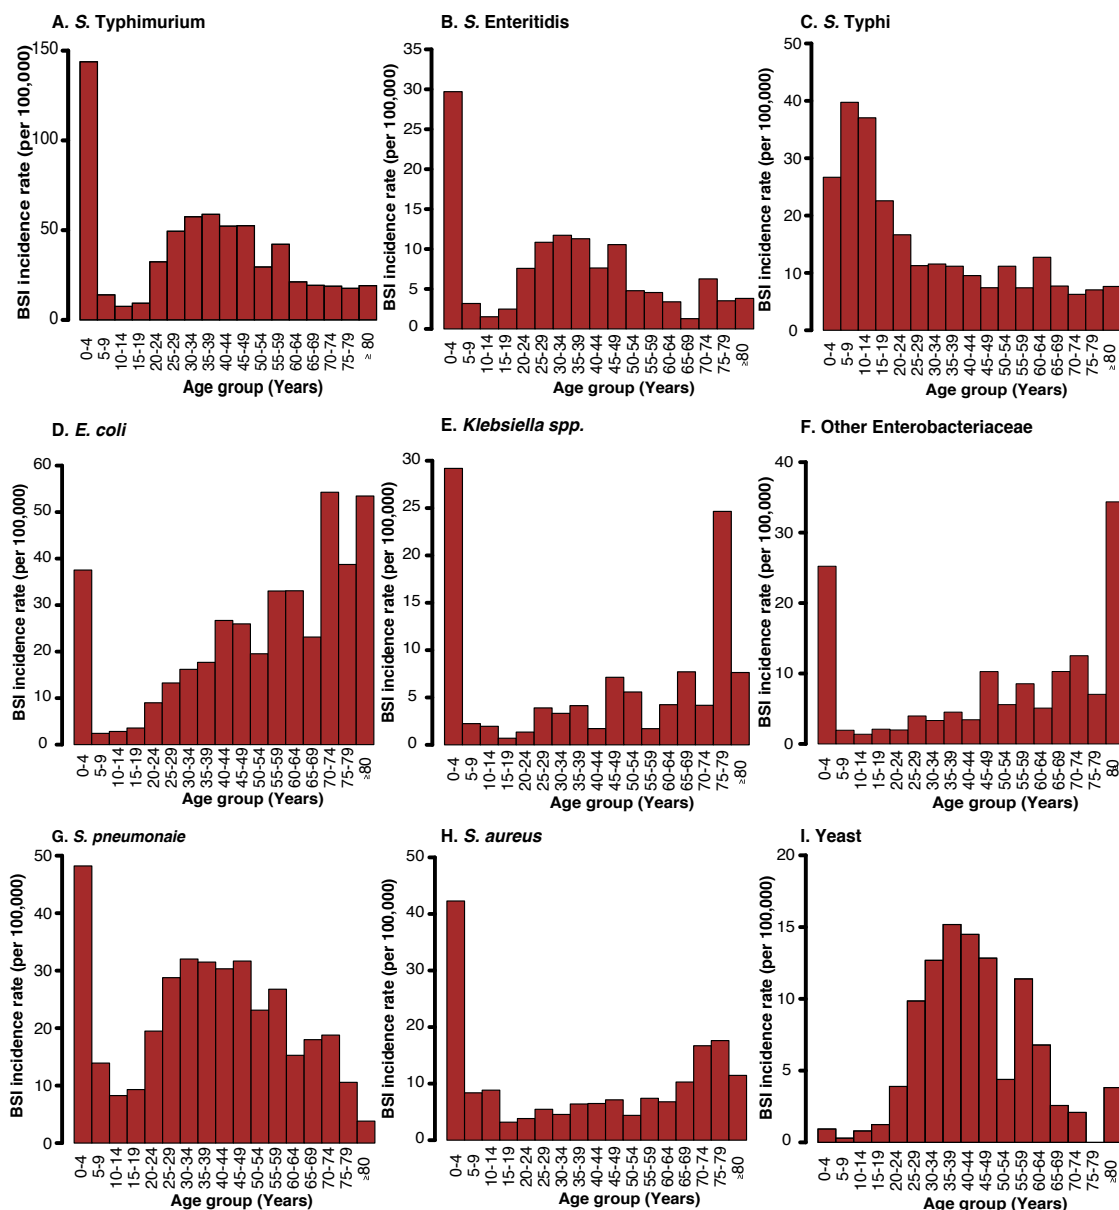 A. S. Typhimurium
BSI incidence rate (per 100,000)
150
100
50
0
0-4 5-9 10-14 15-19 20-24 25-29 30-34 35-39 40-44 45-49 50-54 55-59 60-64 65-69 70-74 75-79 ≥ 80
Age group (Years)
B. S. Enteritidis
BSI incidence rate (per 100,000)
35
30
25
20
15
10
5
0
0-4 5-9 10-14 15-19 20-24 25-29 30-34 35-39 40-44 45-49 50-54 55-59 60-64 65-69 70-74 75-79 ≥80
Age group (Years)
C. S. Typhi
BSI incidence rate (per 100,000)
50
40
30
20
10
0
0-4 5-9 10-14 15-19 20-24 25-29 30-34 35-39 40-44 45-49 50-54 55-59 60-64 65-69 70-74 75-79 ≥80
Age group (Years)
D. E. coli
BSI incidence rate (per 100,000)
60
50
40
30
20
10
0
0-4 5-9 10-14 15-19 20-24 25-29 30-34 35-39 40-44 45-49 50-54 55-59 60-64 65-69 70-74 75-79 ≥80
Age group (Years)
E. Klebsiella spp.
BSI incidence rate (per 100,000)
30
25
20
15
10
5
0
0-4 5-9 10-14 15-19 20-24 25-29 30-34 35-39 40-44 45-49 50-54 55-59 60-64 65-69 70-74 75-79 ≥80
Age group (Years)
F. Other Enterobacteriaceae
BSI incidence rate (per 100,000)
40
30
20
10
0
0-4 5-9 10-14 15-19 20-24 25-29 30-34 35-39 40-44 45-49 50-54 55-59 60-64 65-69 70-74 75-79 80
Age group (Years)
G. S. pneumonaie
BSI incidence rate (per 100,000)
50
40
30
20
10
0
0-4 5-9 10-14 15-19 20-24 25-29 30-34 35-39 40-44 45-49 50-54 55-59 60-64 65-69 70-74 75-79 ≥80
Age group (Years)
H. S. aureus
BSI incidence rate (per 100,000)
50
40
30
20
10
0
0-4 5-9 10-14 15-19 20-24 25-29 30-34 35-39 40-44 45-49 50-54 55-59 60-64 65-69 70-74 75-79 ≥80
Age group (Years)
I. Yeast
BSI incidence rate (per 100,000)
20
15
10
5
0
0-4 5-9 10-14 15-19 20-24 25-29 30-34 35-39 40-44 45-49 50-54 55-59 60-64 65-69 70-74 75-79 ≥80
Age group (Years)